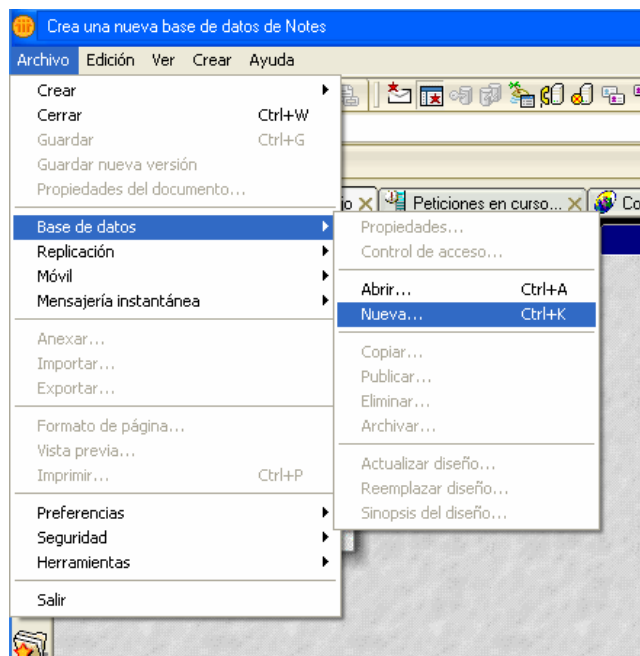 Crea una nueva base de datos de Notes
Archivo Edición Ver Crear Ayuda
Crear
Cerrar Ctrl+W
Guardar Ctrl+G
Guardar nueva versión
Propiedades del documento...
jo Peticiones en curso... Co
Base de datos
Replicación
Móvil
Mensajería instantánea
Anexar...
Importar...
Exportar...
Formato de página...
Vista previa...
Imprimir... Ctrl+P
Preferencias
Seguridad
Herramientas
Salir
Propiedades...
Control de acceso...
Abrir... Ctrl+A
Nueva... Ctrl+K
Copiar...
Publicar...
Eliminar...
Archivar...
Actualizar diseño...
Reemplazar diseño...
Sinopsis del diseño...